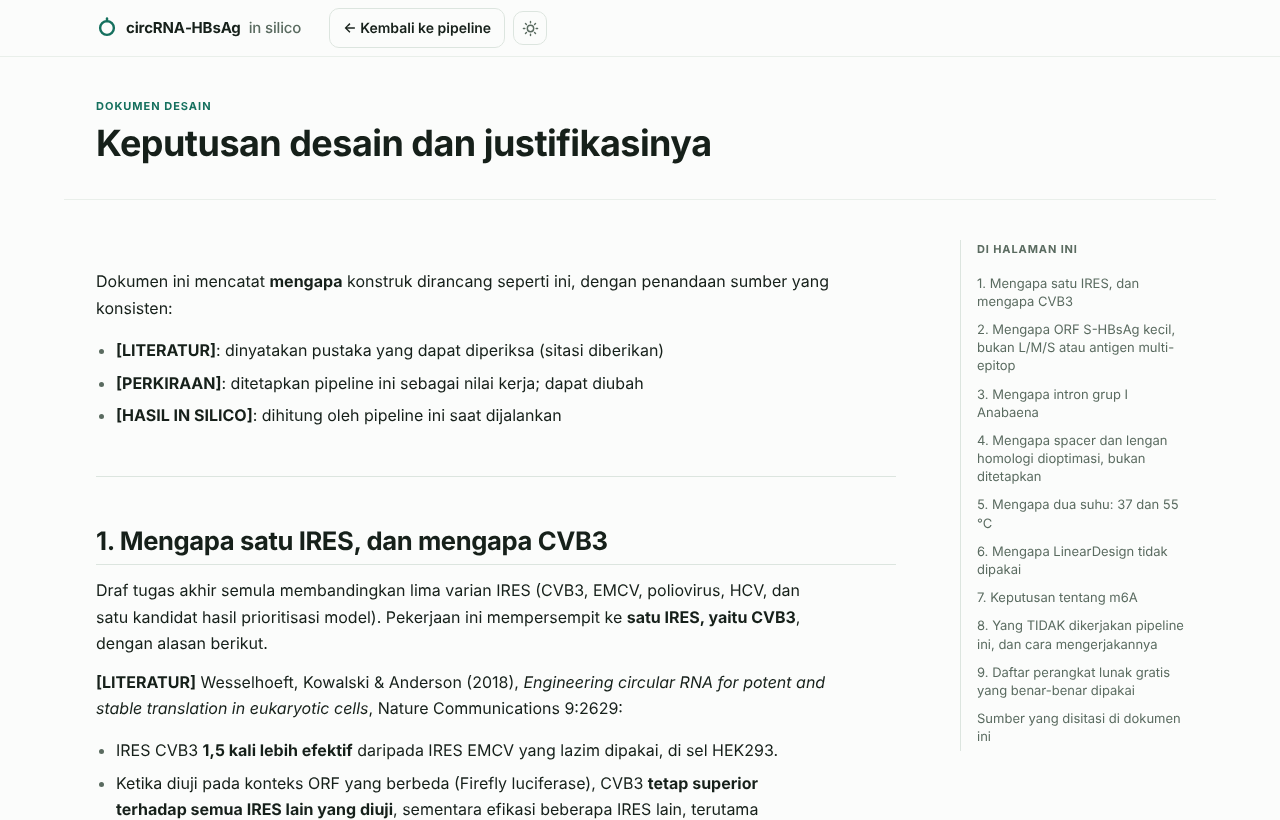 circRNA-HBsAg in silico
← Kembali ke pipeline
DOKUMEN DESAIN
Keputusan desain dan justifikasinya
Dokumen ini mencatat mengapa konstruk dirancang seperti ini, dengan penandaan sumber yang
konsisten:
• [LITERATUR]: dinyatakan pustaka yang dapat diperiksa (sitasi diberikan)
• [PERKIRAAN]: ditetapkan pipeline ini sebagai nilai kerja; dapat diubah
• [HASIL IN SILICO]: dihitung oleh pipeline ini saat dijalankan
1. Mengapa satu IRES, dan mengapa CVB3
Draf tugas akhir semula membandingkan lima varian IRES (CVB3, EMCV, poliovirus, HCV, dan
satu kandidat hasil prioritisasi model). Pekerjaan ini mempersempit ke satu IRES, yaitu CVB3,
dengan alasan berikut.
[LITERATUR] Wesselhoeft, Kowalski & Anderson (2018), Engineering circular RNA for potent and
stable translation in eukaryotic cells, Nature Communications 9:2629:
• IRES CVB3 1,5 kali lebih efektif daripada IRES EMCV yang lazim dipakai, di sel HEK293.
• Ketika diuji pada konteks ORF yang berbeda (Firefly luciferase), CVB3 tetap superior
terhadap semua IRES lain yang diuji, sementara efikasi beberapa IRES lain, terutama
DI HALAMAN INI
1. Mengapa satu IRES, dan
mengapa CVB3
2. Mengapa ORF S-HBsAg kecil,
bukan L/M/S atau antigen multi-
epitop
3. Mengapa intron grup I
Anabaena
4. Mengapa spacer dan lengan
homologi dioptimasi, bukan
ditetapkan
5. Mengapa dua suhu: 37 dan 55
°C
6. Mengapa LinearDesign tidak
dipakai
7. Keputusan tentang m6A
8. Yang TIDAK dikerjakan pipeline
ini, dan cara mengerjakannya
9. Daftar perangkat lunak gratis
yang benar-benar dipakai
Sumber yang disitasi di dokumen
ini